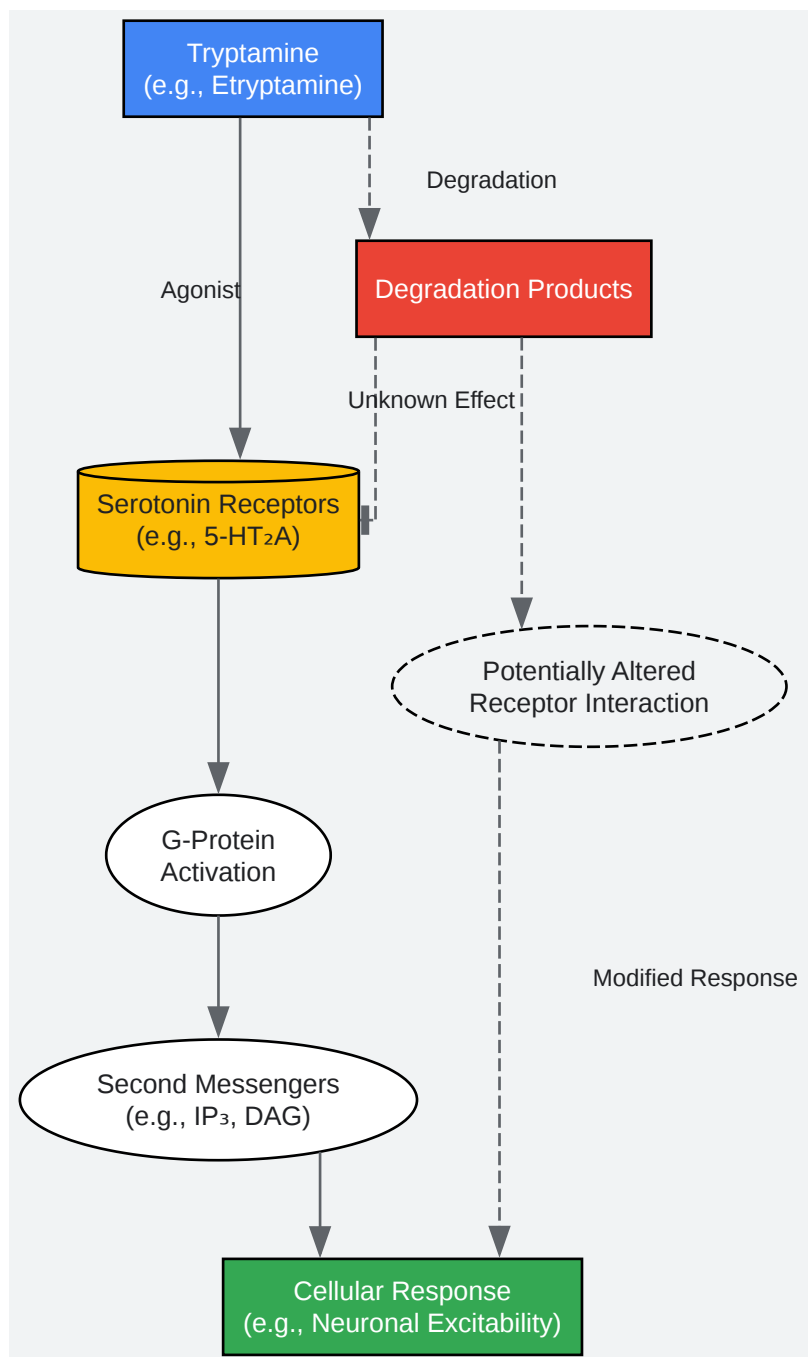 Tryptamine
(e.g., Etryptamine)
Degradation
Agonist
Degradation Products
Unknown Effect
Serotonin Receptors
(e.g., 5-HT₂A)
Potentially Altered
Receptor Interaction
G-Protein
Activation
Modified Response
Second Messengers
(e.g., IP₃, DAG)
Cellular Response
(e.g., Neuronal Excitability)